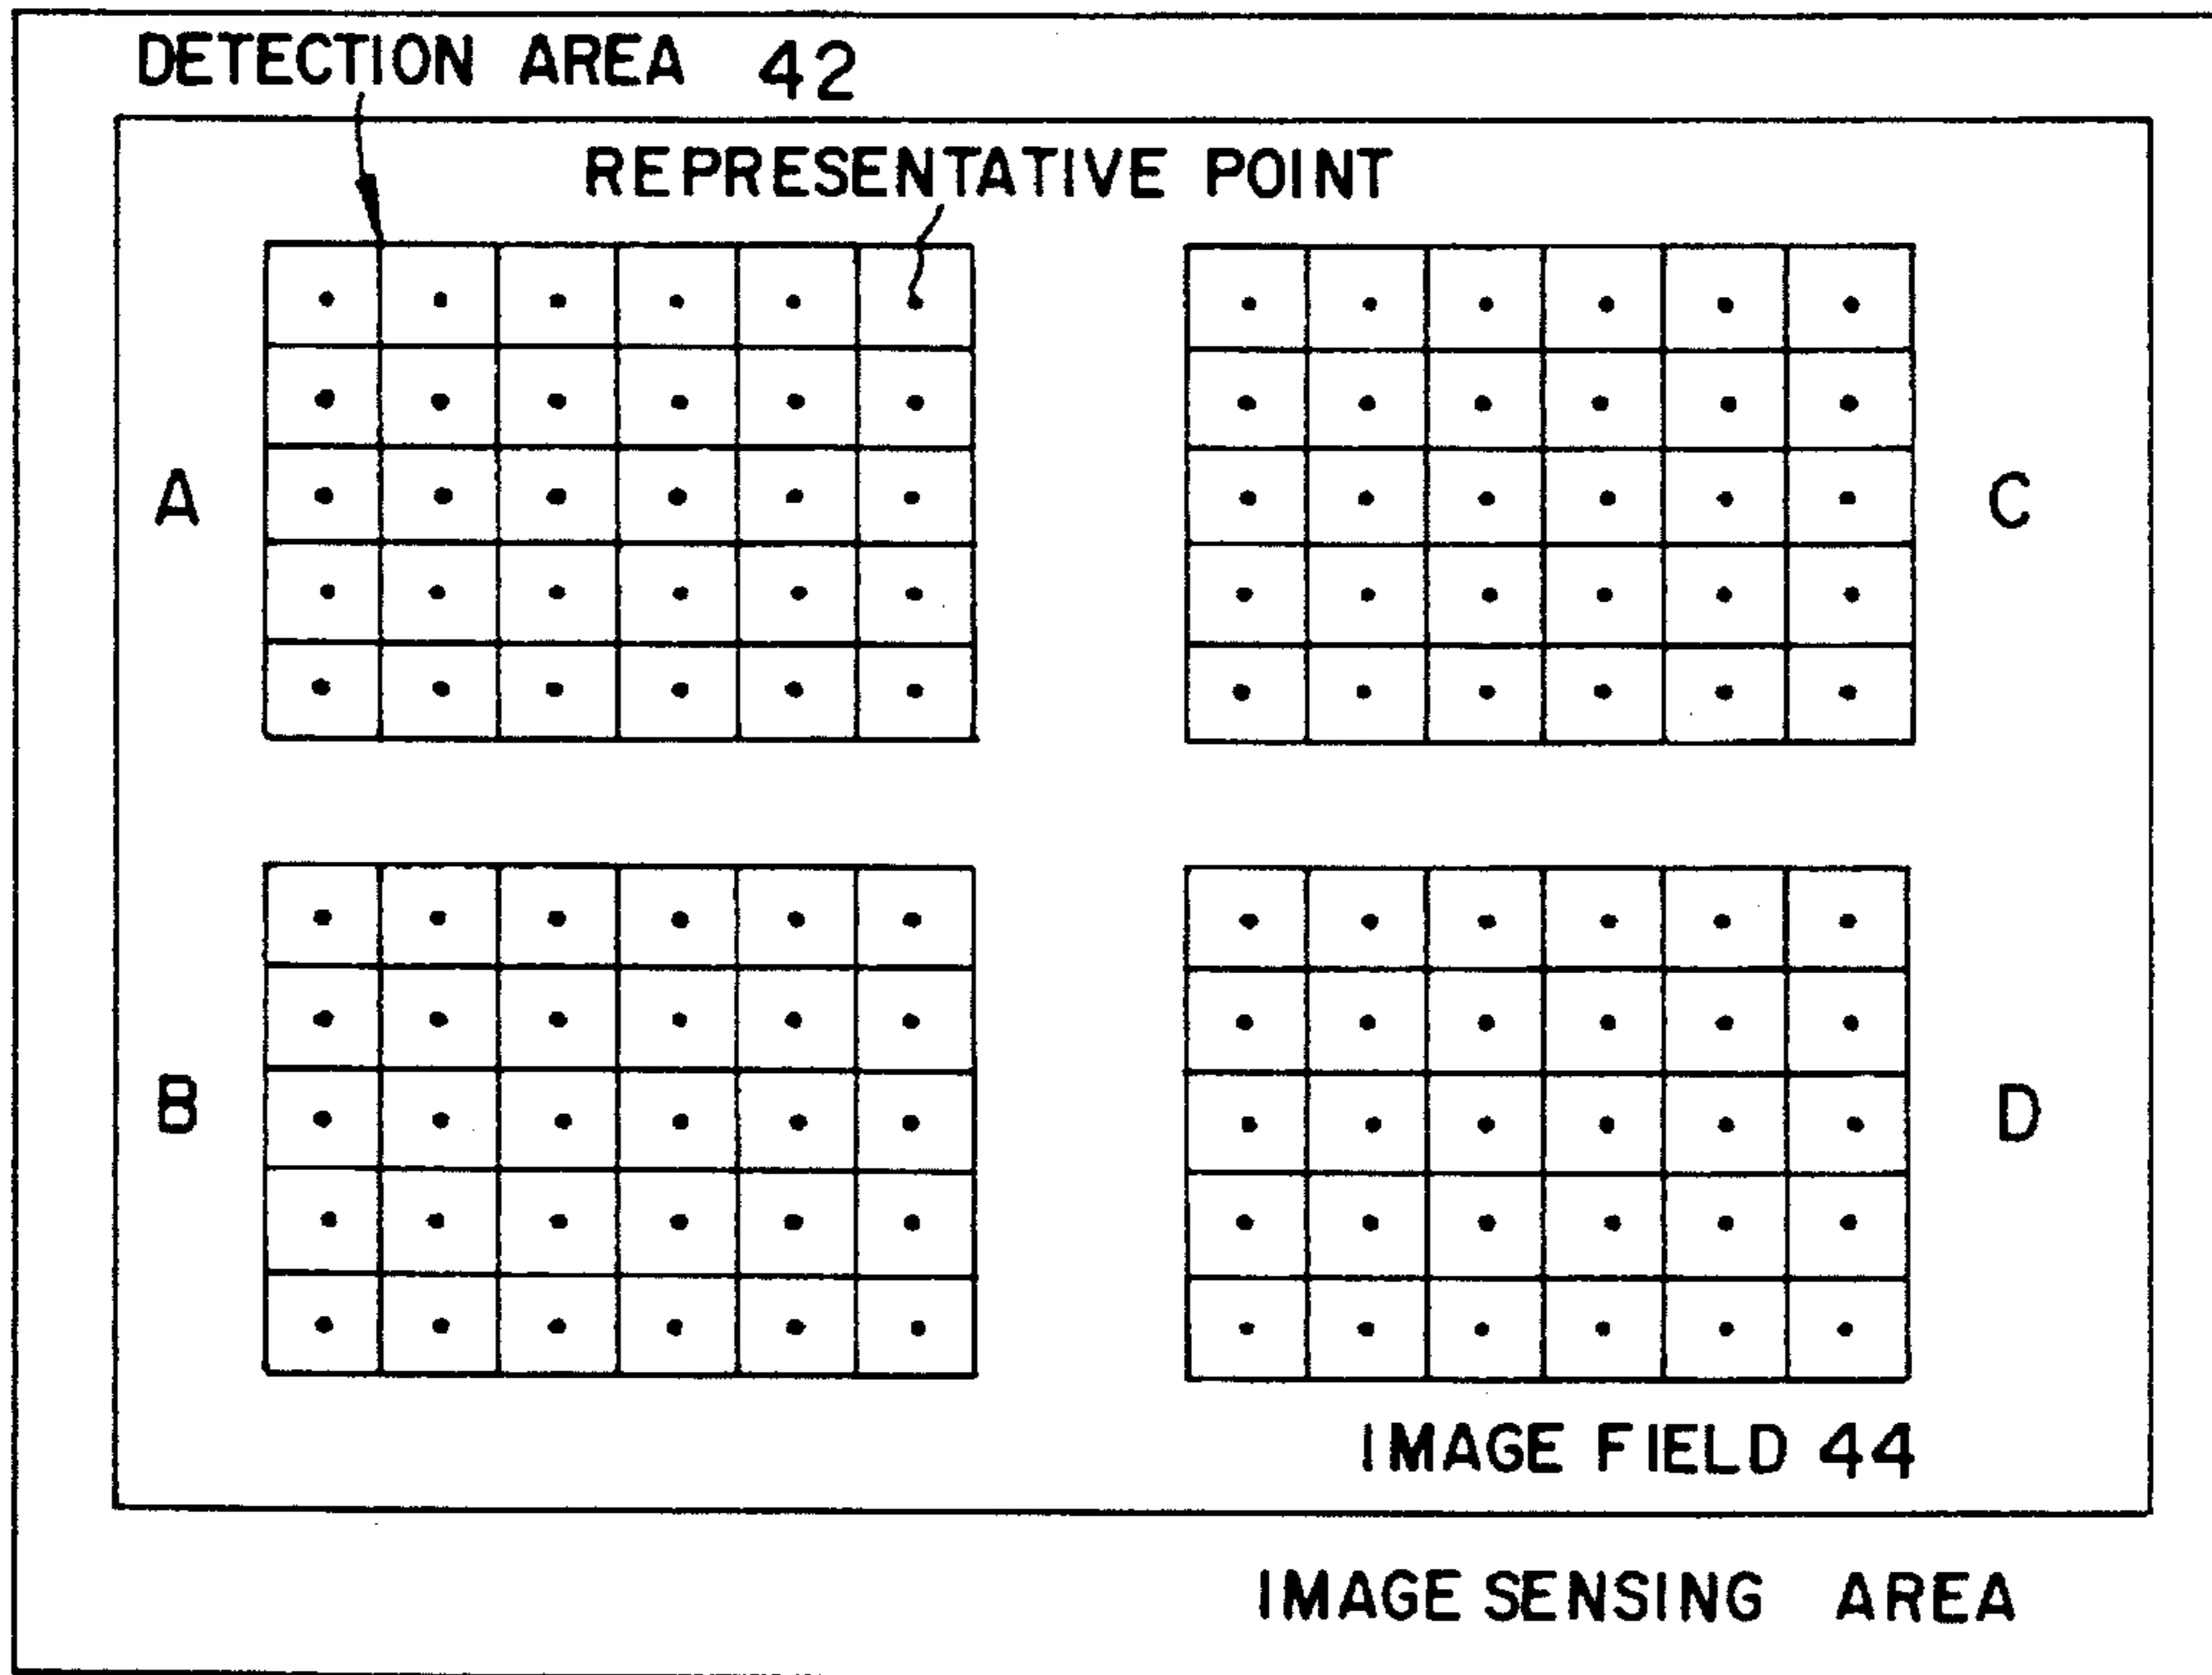 DETECTION AREA 42
REPRESENTATIVE POINT
A
C
B
D
IMAGE FIELD 44
IMAGE SENSING AREA